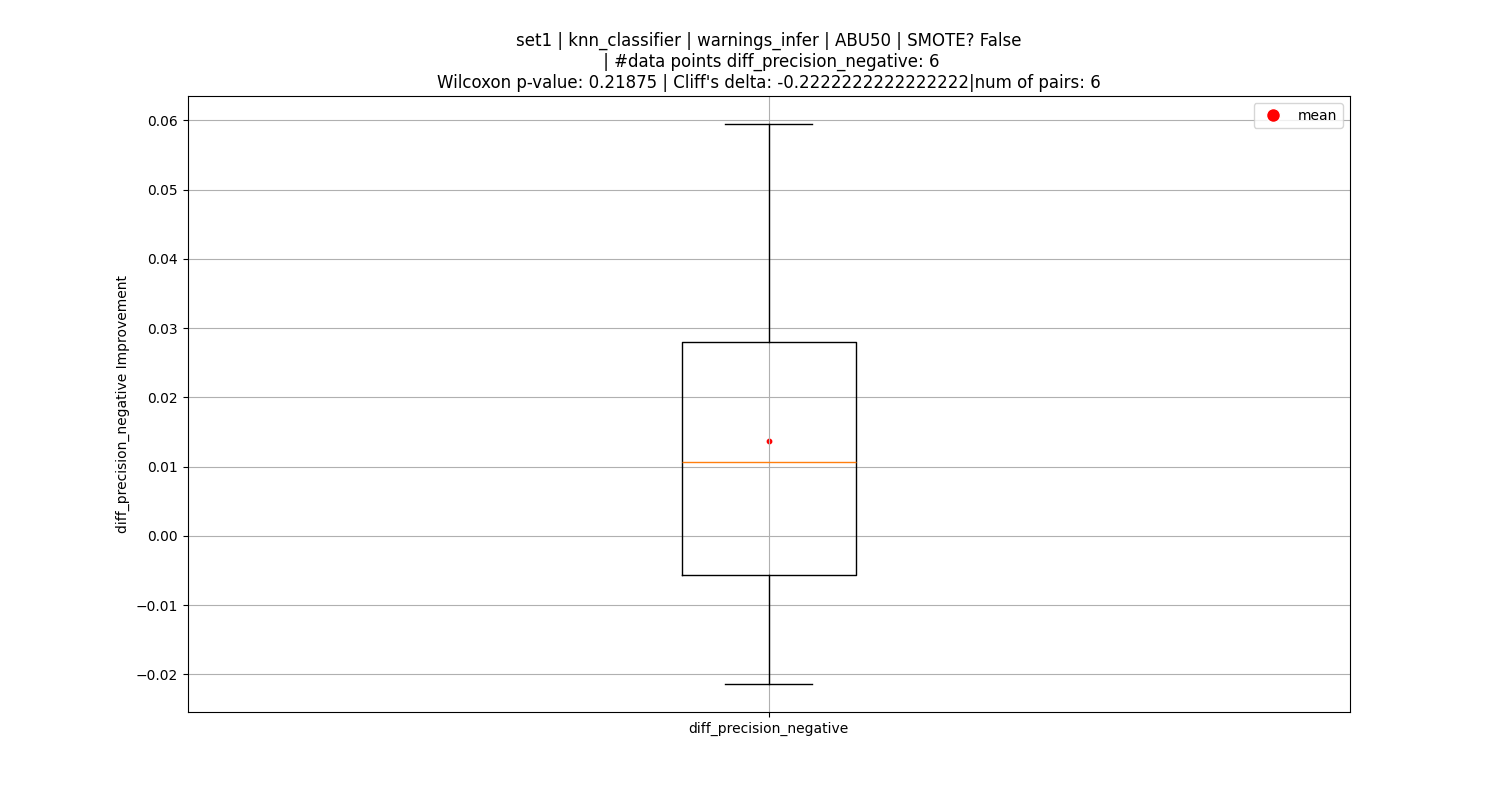 set1 | knn_classifier | warnings_infer | ABU50 | SMOTE? False
| #data points diff_precision_negative: 6
Wilcoxon p-value: 0.21875 | Cliff's delta: -0.2222222222222222|num of pairs: 6
mean
0.06
0.05
0.04
0.03
0.02
0.01
0.00
−0.01
−0.02
diff_precision_negative Improvement
diff_precision_negative